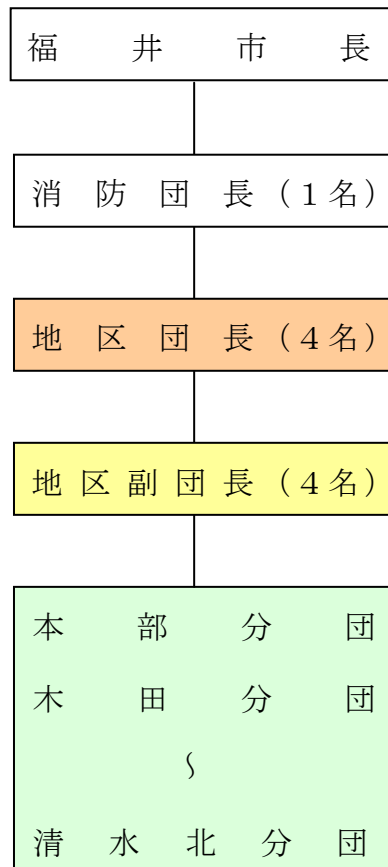 福井市長
消防団長(1名)
地区団長(4名)
地区副団長(4名)
本部分団
木田分団
~
清水北分団